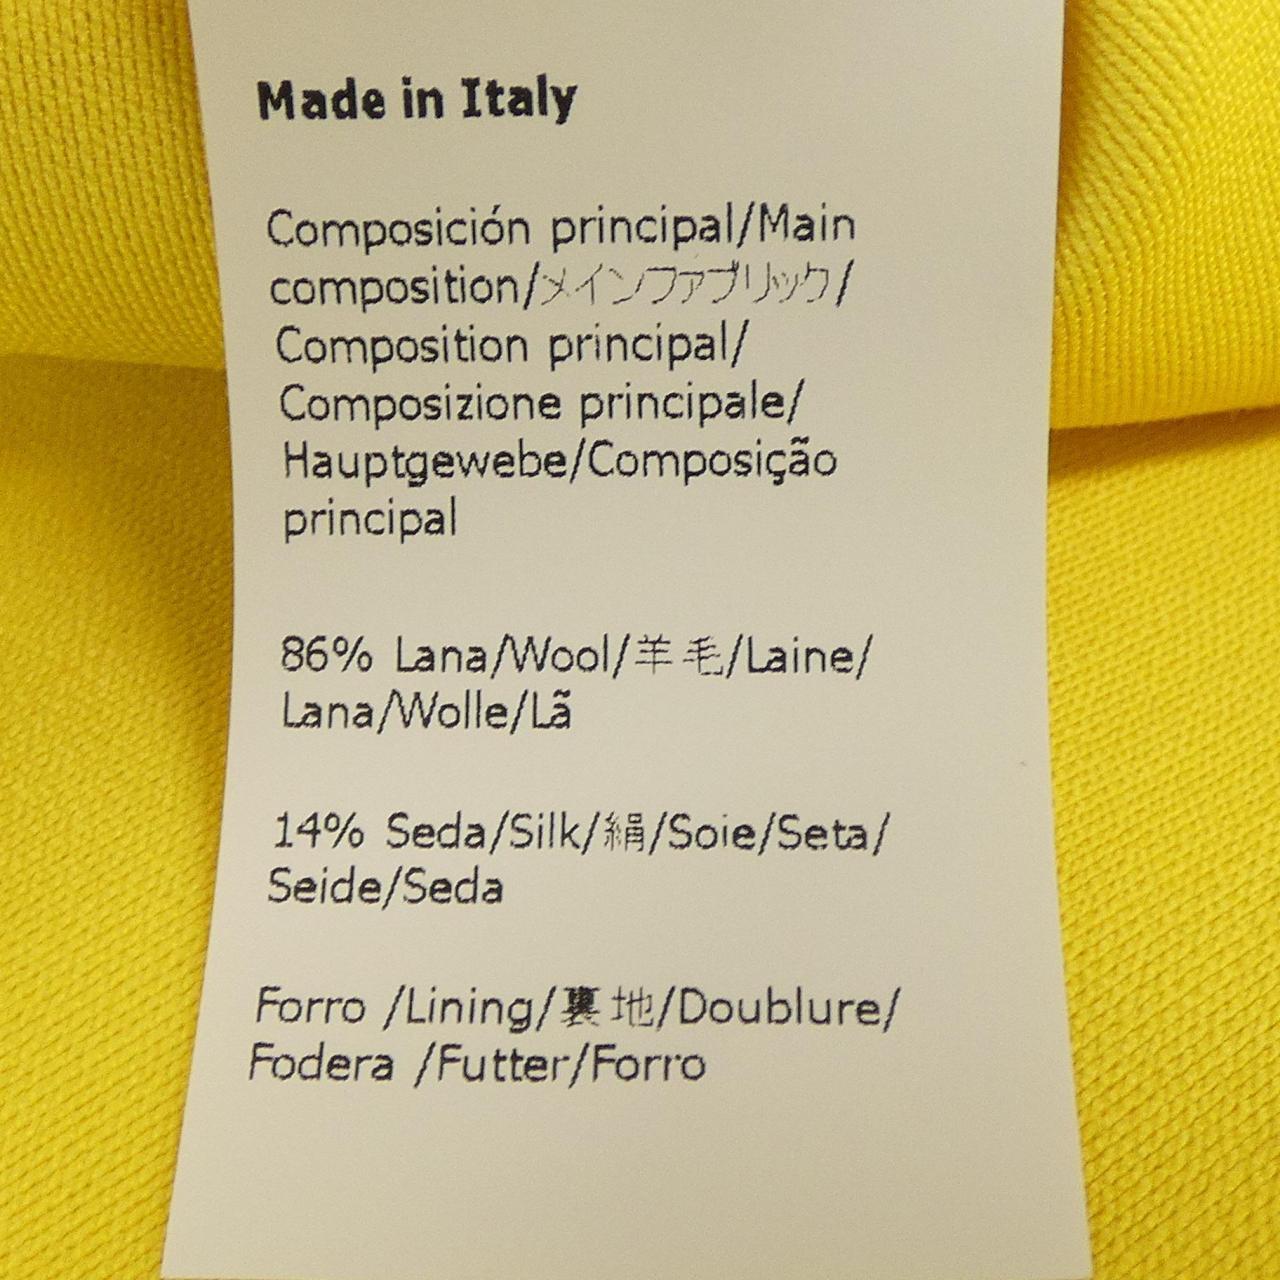 Made in Italy
Composición principal/Main
composition/メインファブリック/
Composition principal/
Composizione principale/
Hauptgewebe/Composição
principal
86% Lana/Wool/羊毛/Laine/
Lana/Wolle/Lã
14% Seda/Silk/絹/Soie/Seta/
Seide/Seda
Forro /Lining/裏地/Doublure/
Fodera /Futter/Forro